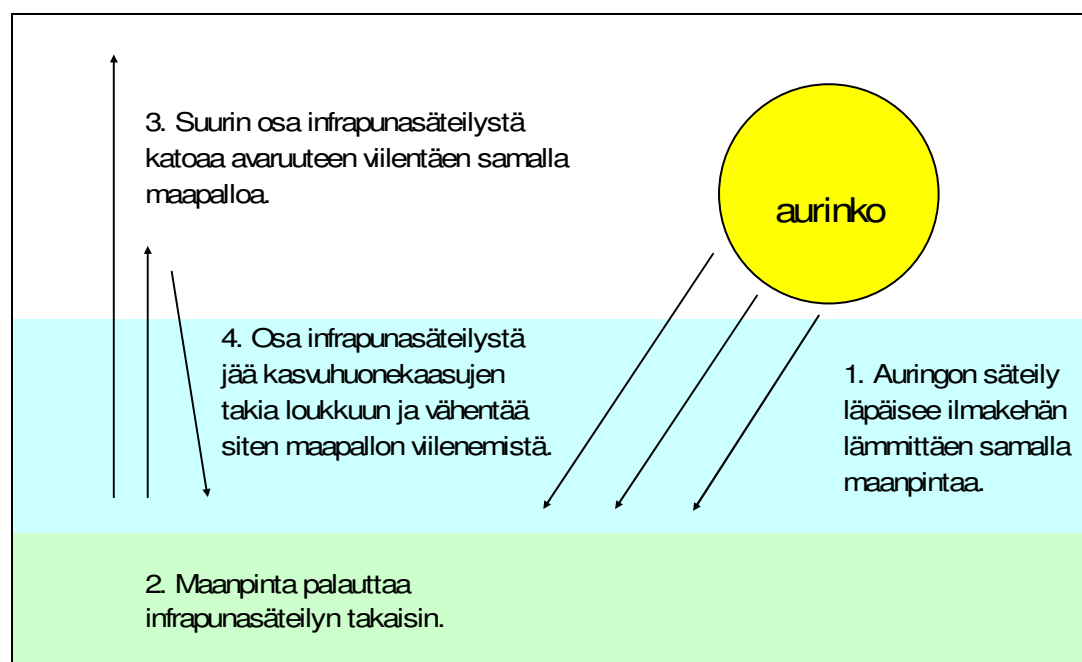 3. Suurin osa infrapunasäteilystä
katoaa avaruuteen viilentäen samalla
maapalloa.
aurinko
4. Osa infrapunasäteilystä
jää kasvuhuonekaasujen
takia loukkuun ja vähentää
siten maapallon viilenemistä.
1. Auringon säteily
läpäisee ilmakehän
lämmittäen samalla
maanpintaa.
2. Maanpinta palauttaa
infrapunasäteilyn takaisin.